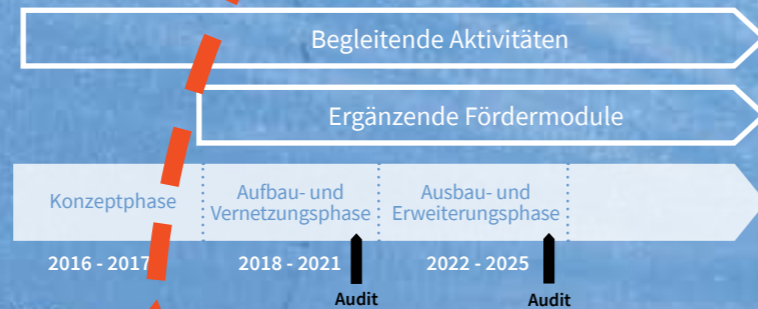 Begleitende Aktivitäten
Ergänzende Fördermodule
Konzeptphase
Aufbau- und
Vernetzungsphase
Ausbau- und
Erweiterungsphase
2016 - 2017
2018 - 2021
2022 - 2025
Audit
Audit